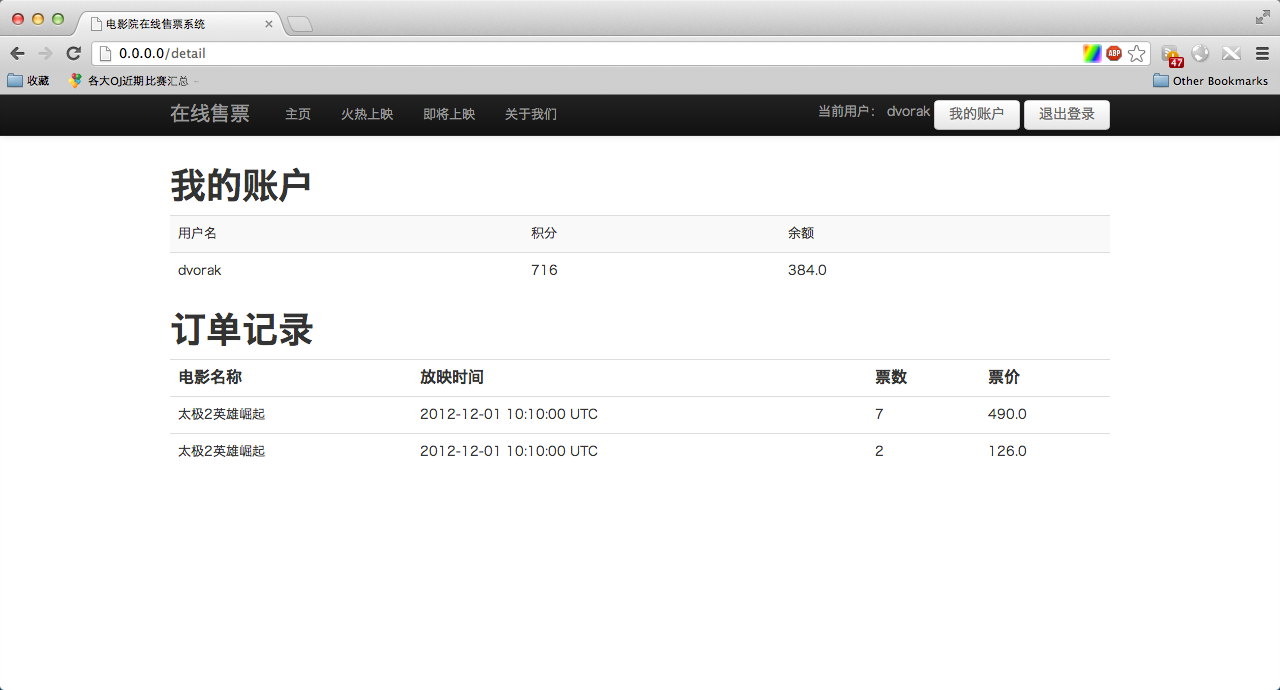 电影院在线售票系统
0.0.0.0/detail
ABP
47
收藏 各大OJ近期比赛汇总 -
Other Bookmarks
在线售票 主页 火热上映 即将上映 关于我们 当前用户： dvorak 我的账户 退出登录
我的账户
用户名 积分 余额
dvorak 716 384.0
订单记录
电影名称 放映时间 票数 票价
太极2英雄崛起 2012-12-01 10:10:00 UTC 7 490.0
太极2英雄崛起 2012-12-01 10:10:00 UTC 2 126.0